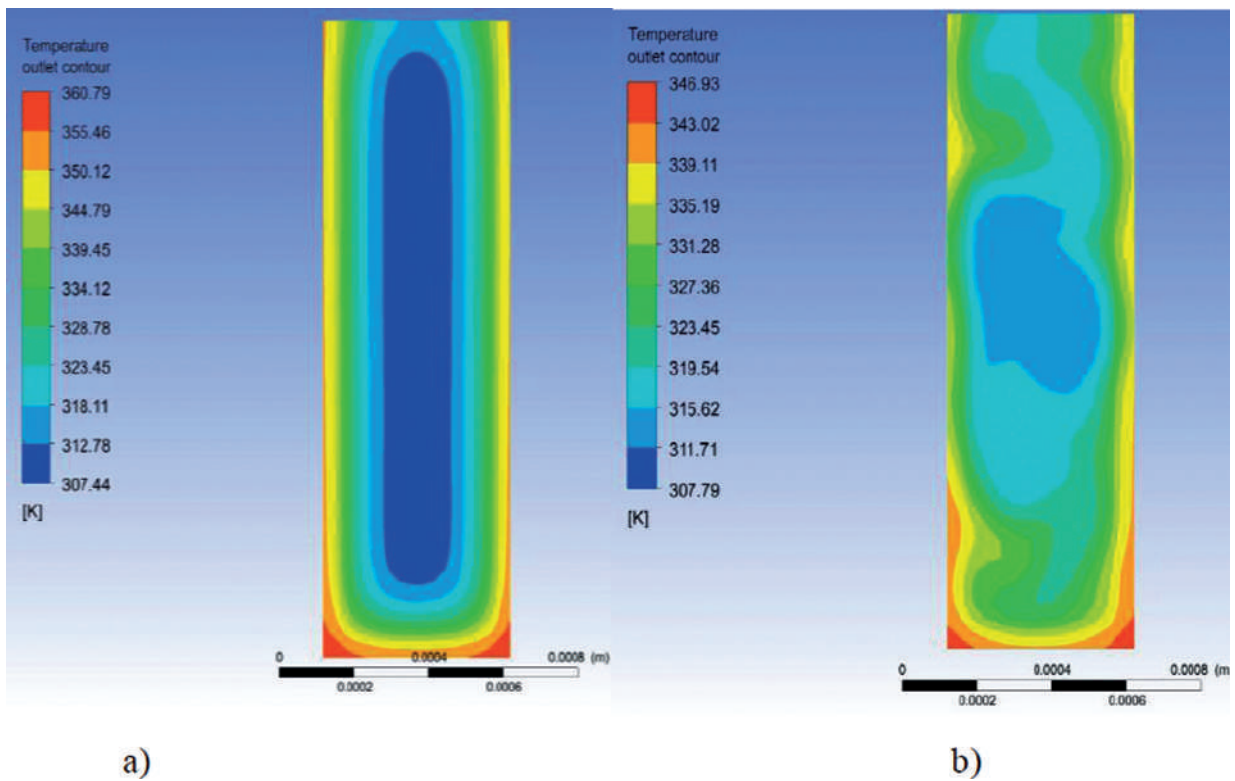 Temperature
outlet contour
360.79
355.46
350.12
344.79
339.45
334.12
328.78
323.45
318.11
312.78
307.44
[K]
0 0.0004 0.0008 (m)
0.0002 0.0006
Temperature
outlet contour
346.93
343.02
339.11
335.19
331.28
327.36
323.45
319.54
315.62
311.71
307.79
[K]
0 0.0004 0.0008 (m
0.0002 0.0006
a)
b)